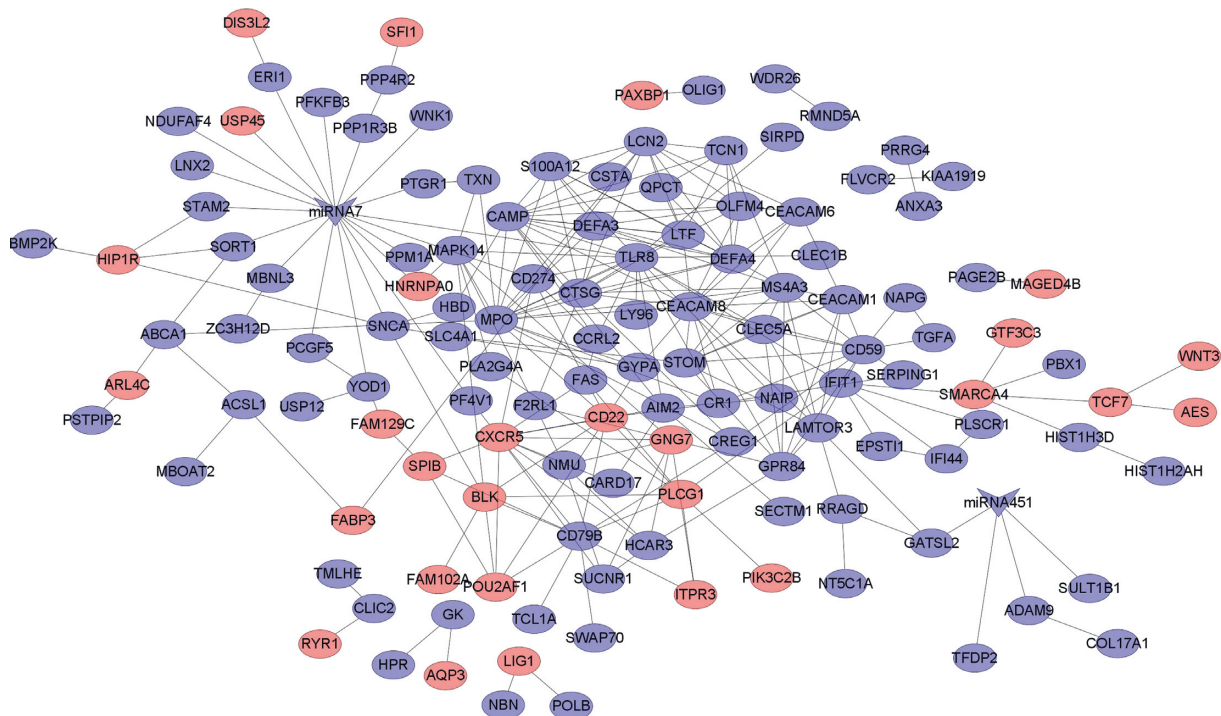 DIS3L2
SFI1
ERI1
PPP4R2
PFKFB3
NDUFAF4
USP45
PPP1R3B
WNK1
LNX2
PTGR1
TXN
STAM2
miRNA7
BMP2K
HIP1R
SORT1
MBNL3
PPM1A
MAPK14
HNRNPA0
ABCA1
ZC3H12D
SNCA
HBD
SLC4A1
PCGF5
ARL4C
PSTPIP2
ACSL1
USP12
YOD1
FAM129C
MBOAT2
FABP3
PAXBP1
OLIG1
WDR26
RMND5A
SIRPD
LCN2
TCN1
S100A12
CSTA
QPCT
PRRG4
FLVCR2
KIAA1919
ANXA3
CAMP
DEFA3
OLFM4
CEACAM6
LTF
TLR8
DEFA4
CLEC1B
CD274
CTSG
MS4A3
CEACAM1
PAGE2B
MAGED4B
MPO
LY96
CEACAM8
CLEC5A
NAPG
TGFA
CCRL2
GTF3C3
CD59
PLA2G4A
FAS
GYPA
STOM
IFIT1
SERPING1
PBX1
WNT3
SMARCA4
TCF7
AES
PF4V1
F2RL1
CD22
AIM2
CR1
NAIP
LAMTOR3
PLSCR1
HIST1H3D
HIST1H2AH
CXCR5
GNG7
CREG1
EPSTI1
IFI44
SPIB
NMU
GPR84
BLK
CARD17
PLCG1
SECTM1
RRAGD
miRNA451
CD79B
HCAR3
GATSL2
FAM102A
POU2AF1
SUCNR1
ITPR3
PIK3C2B
NT5C1A
SULT1B1
TMLHE
CLIC2
GK
TCL1A
SWAP70
ADAM9
COL17A1
RYR1
HPR
AQP3
LIG1
TFDP2
NBN
POLB